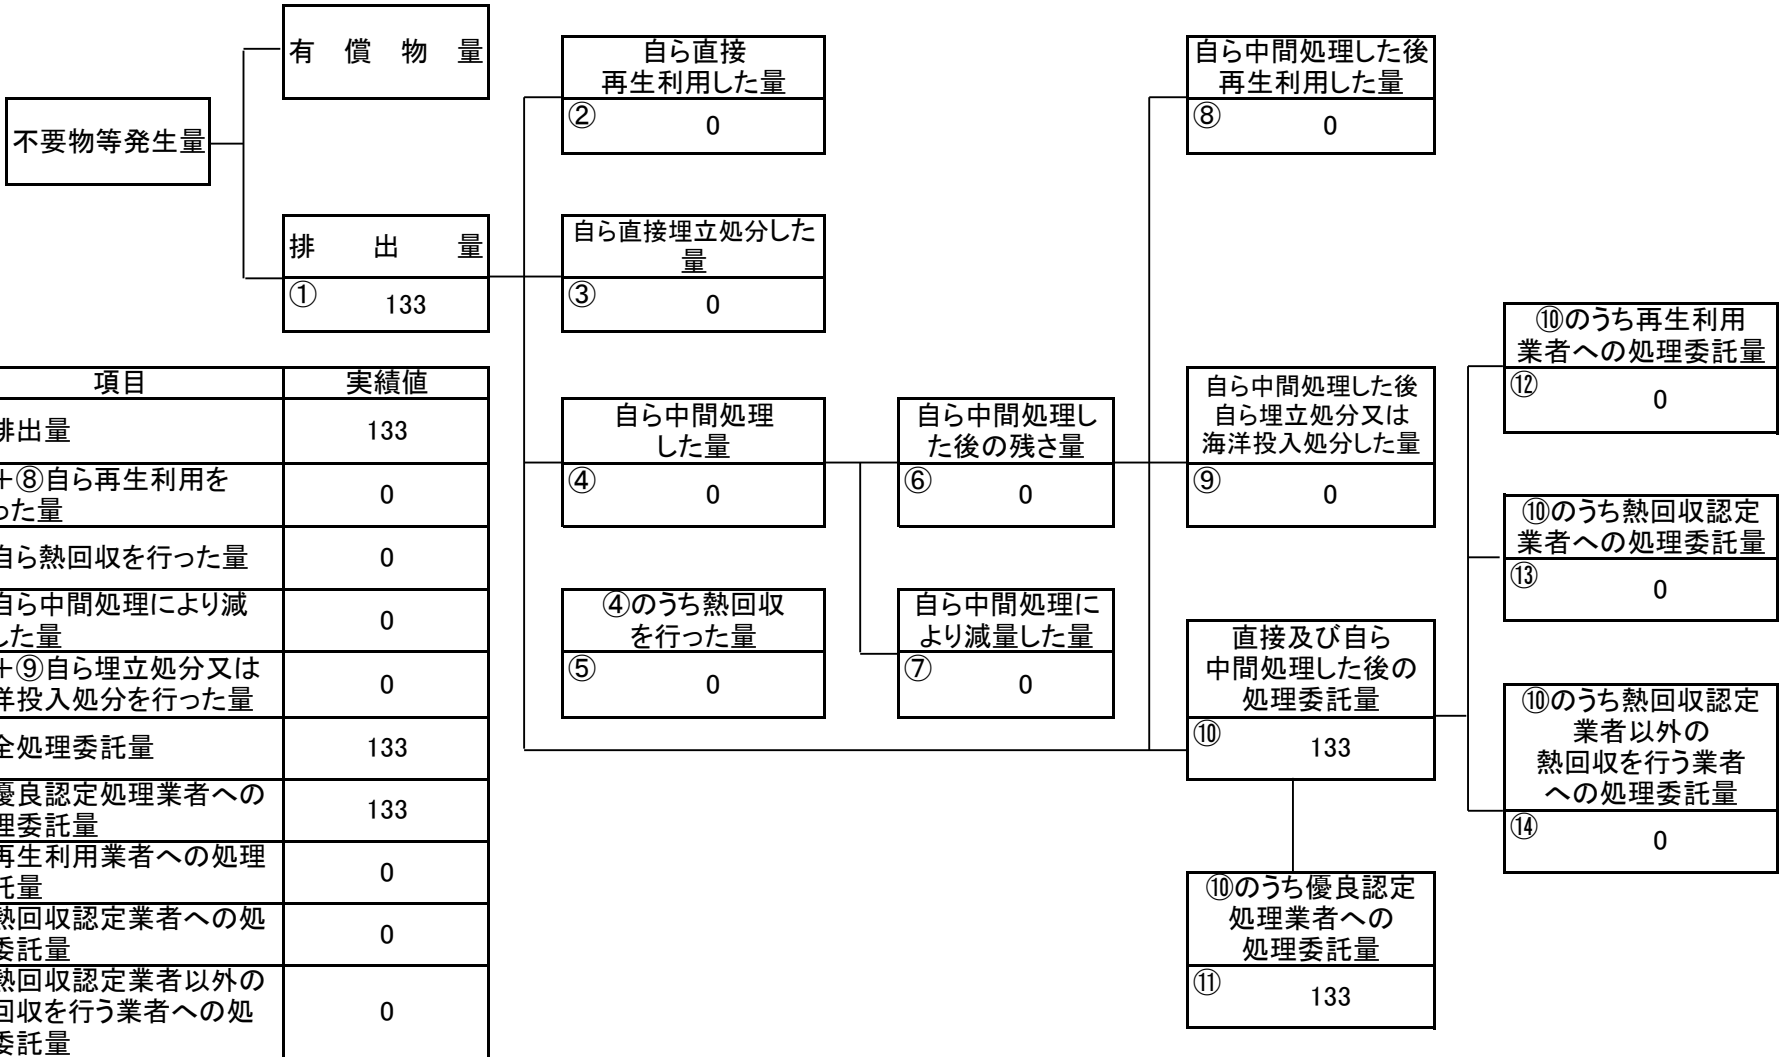 有　償　物　量
不要物等発生量
排　出　量
① 133
自ら直接
再生利用した量
② 0
自ら直接埋立処分した
量
③ 0
自ら中間処理
した量
④ 0
④のうち熱回収
を行った量
⑤ 0
自ら中間処理し
た後の残さ量
⑥ 0
自ら中間処理に
より減量した量
⑦ 0
自ら中間処理した後
再生利用した量
⑧ 0
自ら中間処理した後
自ら埋立処分又は
海洋投入処分した量
⑨ 0
直接及び自ら
中間処理した後の
処理委託量
⑩ 133
⑩のうち優良認定
処理業者への
処理委託量
⑪ 133
⑩のうち再生利用
業者への処理委託量
⑫ 0
⑩のうち熱回収認定
業者への処理委託量
⑬ 0
⑩のうち熱回収認定
業者以外の
熱回収を行う業者
への処理委託量
⑭ 0
項目 実績値
排出量 133
+⑧自ら再生利用を
った量 0
自ら熱回収を行った量 0
自ら中間処理により減
した量 0
+⑨自ら埋立処分又は
洋投入処分を行った量 0
全処理委託量 133
優良認定処理業者への
理委託量 133
再生利用業者への処理
託量 0
熱回収認定業者への処
委託量 0
熱回収認定業者以外の
回収を行う業者への処
委託量 0